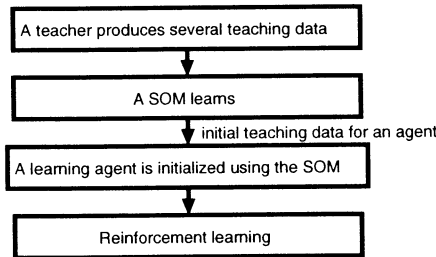 A teacher produces several teaching data
A SOM learns
initial teaching data for an agent
A learning agent is initialized using the SOM
Reinforcement learning